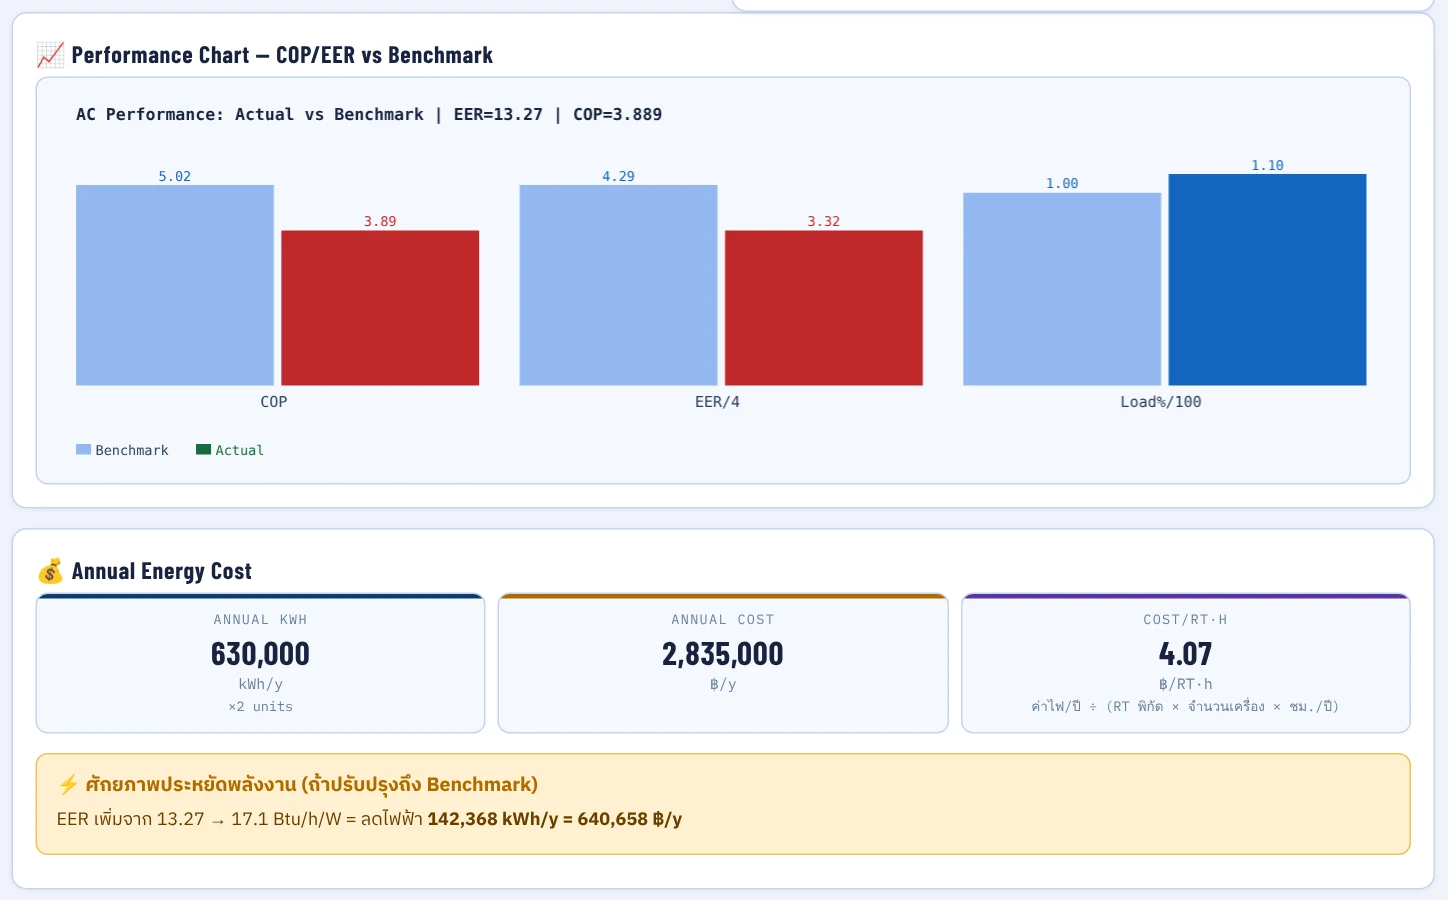 📈 Performance Chart — COP/EER vs Benchmark
AC Performance: Actual vs Benchmark | EER=13.27 | COP=3.889
5.02
3.89
4.29
3.32
1.00
1.10
COP
EER/4
Load%/100
Benchmark
Actual
💰 Annual Energy Cost
ANNUAL KWH
630,000
kWh/y
×2 units
ANNUAL COST
2,835,000
฿/y
COST/RT·H
4.07
฿/RT·h
ค่าไฟ/ปี ÷ (RT พิกัด × จำนวนเครื่อง × ชม./ปี)
⚡ ศักยภาพประหยัดพลังงาน (ถ้าปรับปรุงถึง Benchmark)
EER เพิ่มจาก 13.27 → 17.1 Btu/h/W = ลดไฟฟ้า 142,368 kWh/y = 640,658 ฿/y